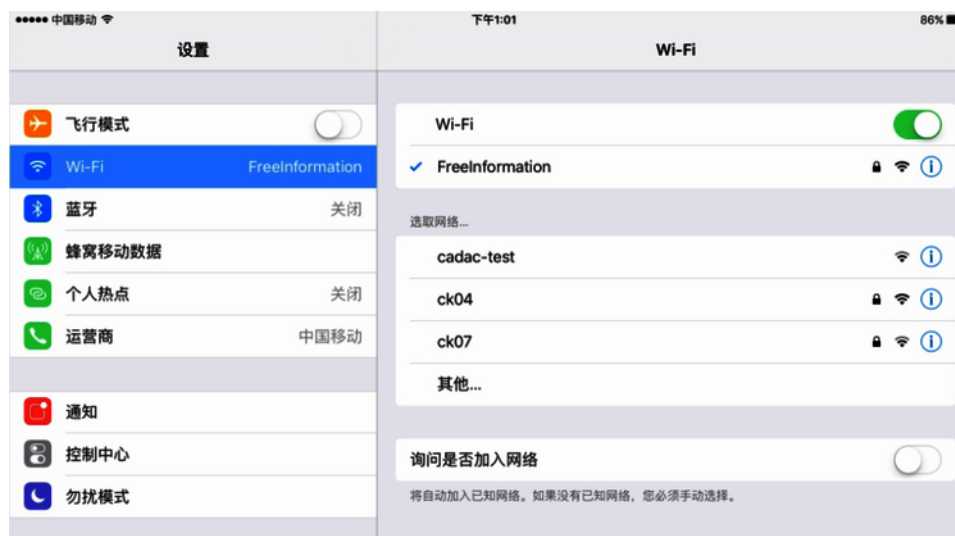 中国移动
下午1:01
86%
设置
Wi-Fi
飞行模式
Wi-Fi
FreeInformation
蓝牙
关闭
蜂窝移动数据
个人热点
关闭
运营商
中国移动
通知
控制中心
勿扰模式
Wi-Fi
FreeInformation
选取网络...
cadac-test
ck04
ck07
其他...
询问是否加入网络
将自动加入已知网络。如果没有已知网络，您必须手动选择。